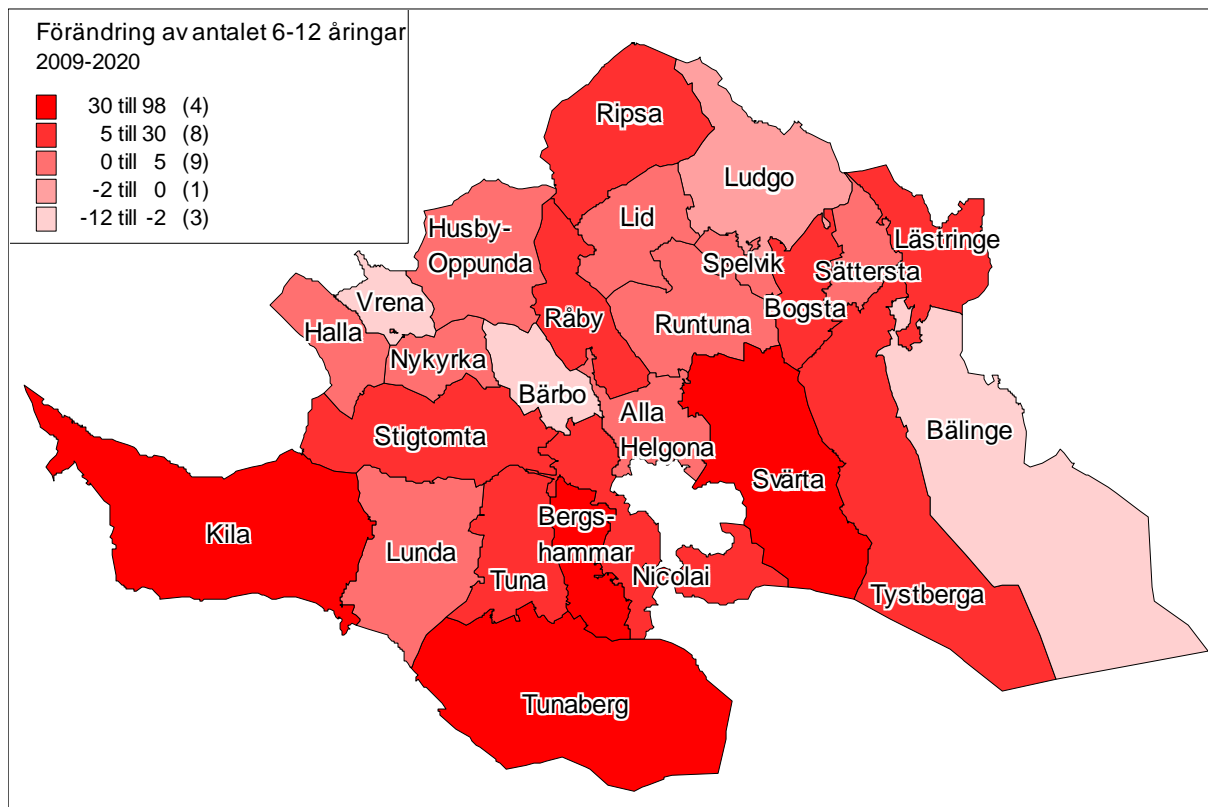 Förändring av antalet 6-12 åringar
2009-2020
30 till 98 (4)
5 till 30 (8)
0 till 5 (9)
-2 till 0 (1)
-12 till -2 (3)
Ripsa
Ludgo
Lid
Husby-
Oppunda
Lästringe
Spelvik
Sättersta
Vrena
Bogsta
Råby
Runtuna
Halla
Nykyrka
Bärbo
Alla
Helgona
Stigtomta
Bälinge
Svärta
Kila
Bergs-
hammar
Lunda
Tuna
Nicolai
Tystberga
Tunaberg